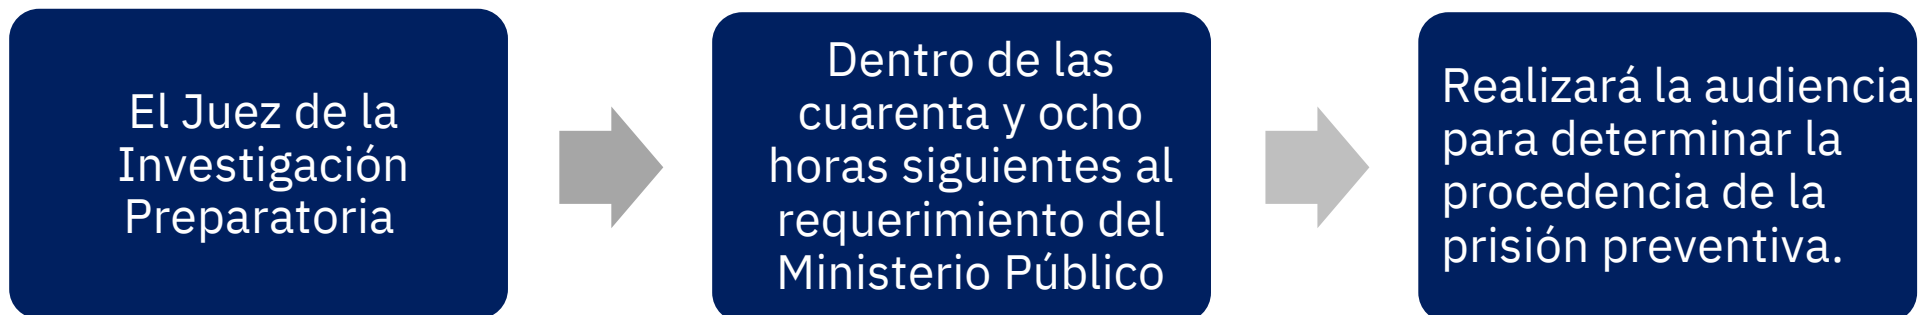 El Juez de la
Investigación
Preparatoria
Dentro de las
cuarenta y ocho
horas siguientes al
requerimiento del
Ministerio Público
Realizará la audiencia
para determinar la
procedencia de la
prisión preventiva.